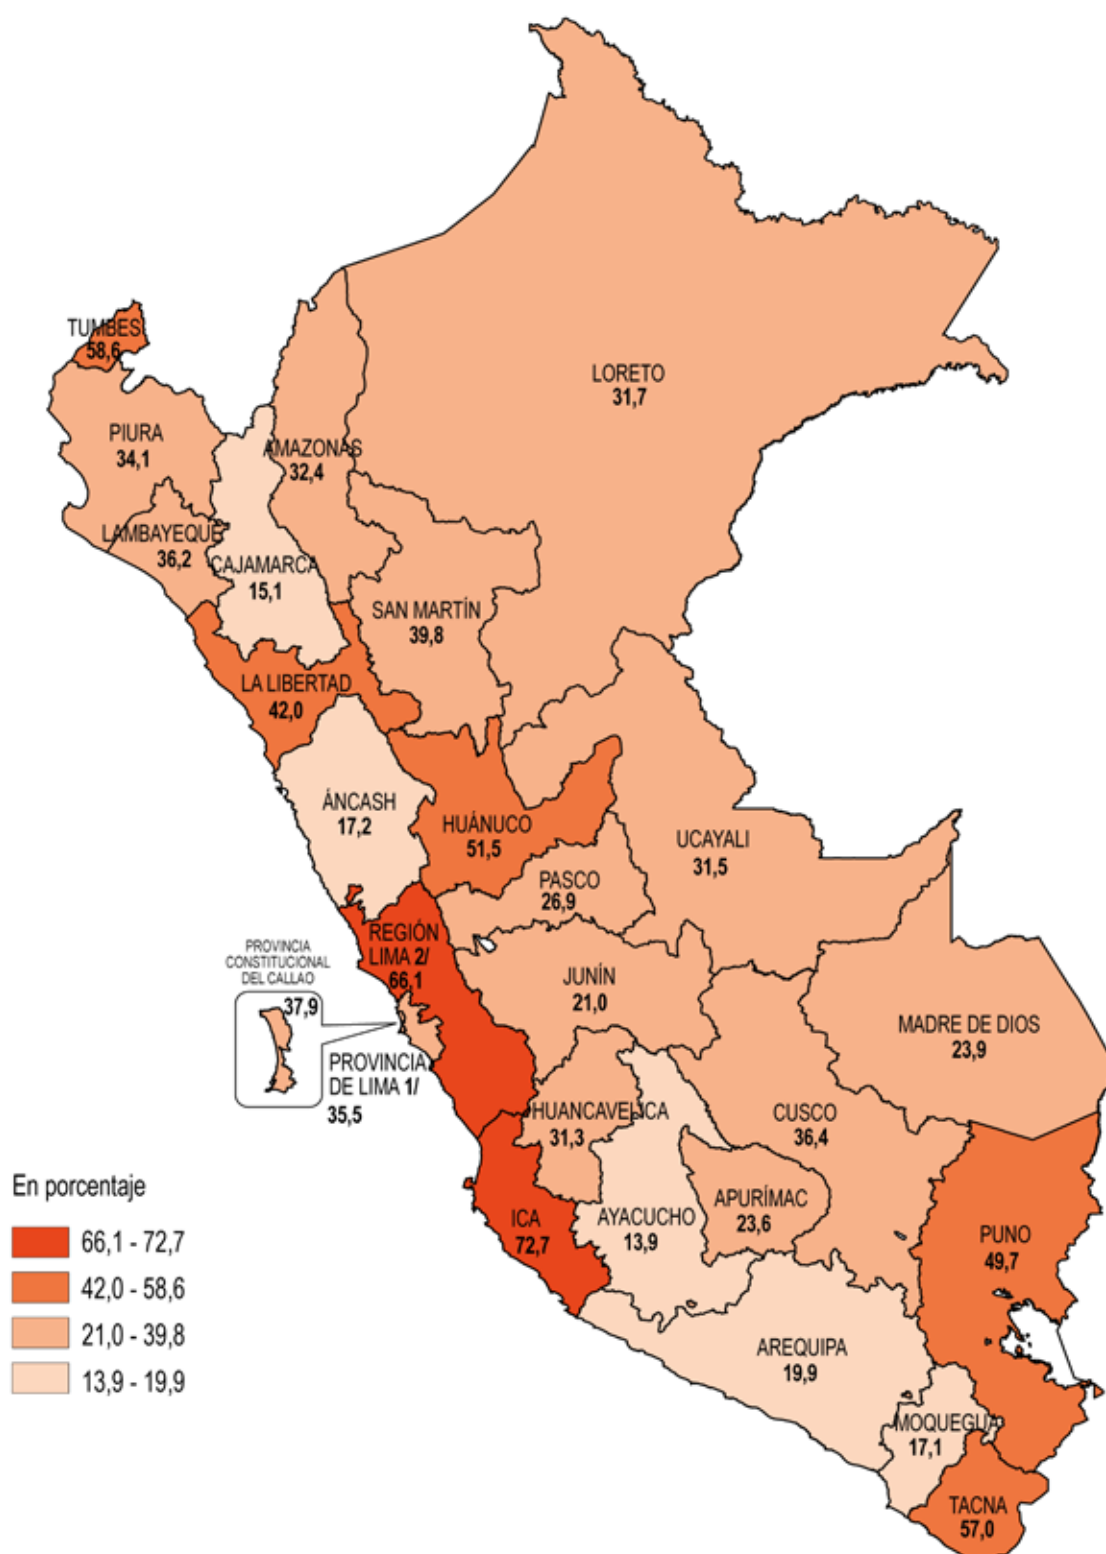 TUMBES
58,6
PIURA
34,1
LAMBAYEQUE
36,2
CAJAMARCA
15,1
AMAZONAS
32,4
LORETO
31,7
SAN MARTÍN
39,8
LA LIBERTAD
42,0
ÁNCASH
17,2
HUÁNUCO
51,5
UCAYALI
31,5
PASCO
26,9
REGIÓN
LIMA 2/
66,1
PROVINCIA
CONSTITUCIONAL
DEL CALLAO
37,9
PROVINCIA
DE LIMA 1/
35,5
JUNÍN
21,0
MADRE DE DIOS
23,9
HUANCAVELICA
31,3
CUSCO
36,4
ICA
72,7
AYACUCHO
13,9
APURÍMAC
23,6
PUNO
49,7
AREQUIPA
19,9
MOQUEGUA
17,1
TACNA
57,0
En porcentaje
66,1 - 72,7
42,0 - 58,6
21,0 - 39,8
13,9 - 19,9